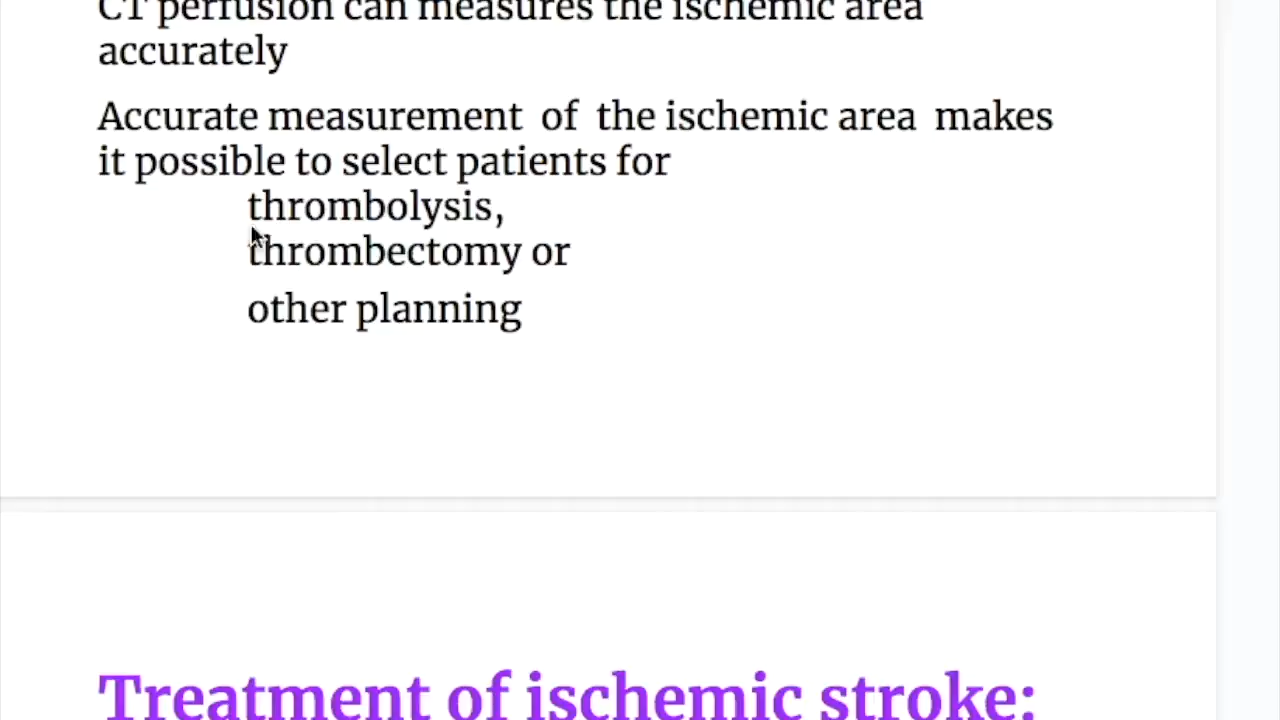 CT perfusion can measures the ischemic area
accurately
Accurate measurement of the ischemic area makes
it possible to select patients for
thrombolysis,
thrombectomy or
other planning
Treatment of ischemic stroke: